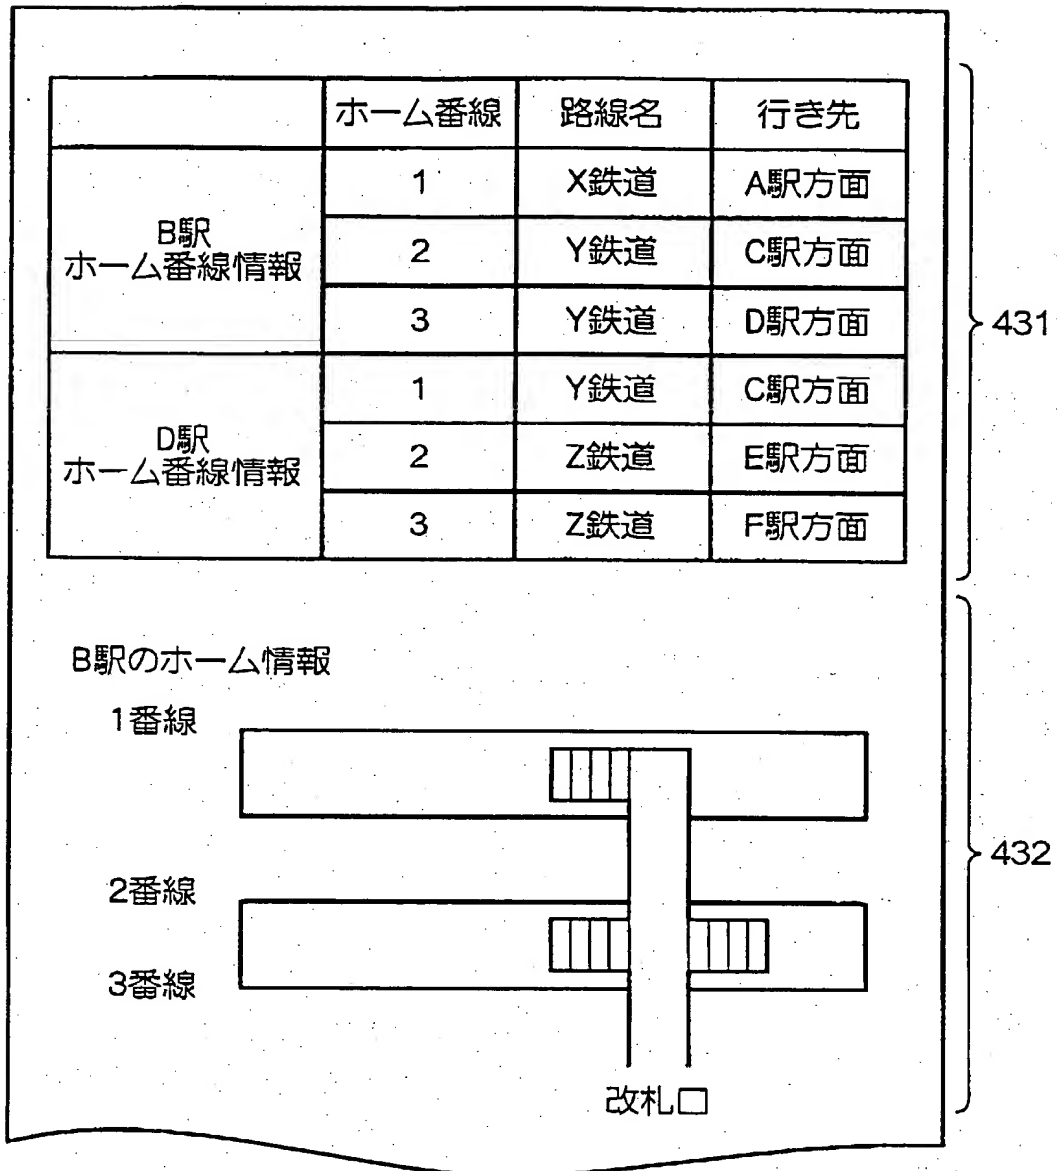 ホーム番線 路線名 行き先
B駅
ホーム番線情報
1 X鉄道 A駅方面
2 Y鉄道 C駅方面
3 Y鉄道 D駅方面
D駅
ホーム番線情報
1 Y鉄道 C駅方面
2 Z鉄道 E駅方面
3 Z鉄道 F駅方面
431
B駅のホーム情報
1番線
2番線
3番線
改札口
432